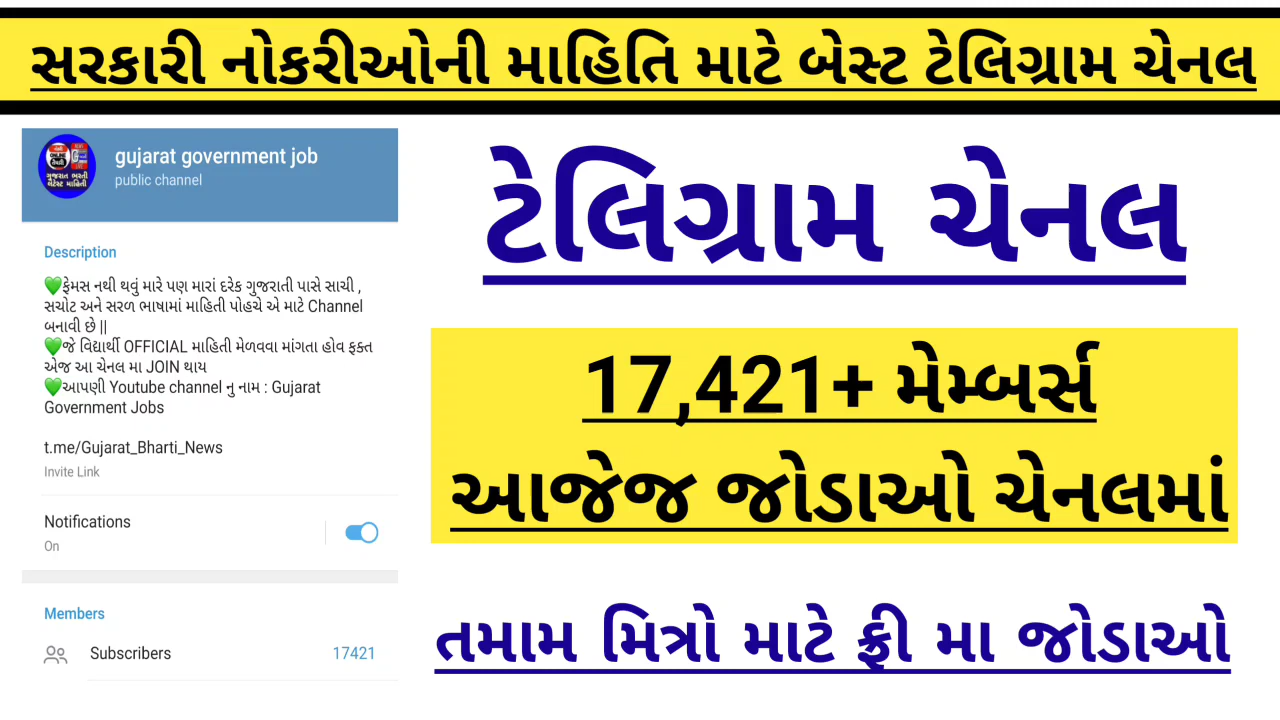 સરકારી નોકરીઓની માહિતિ માટે બેસ્ટ ટેલિગ્રામ ચેનલ
gujarat government job
public channel
Description
💚ફેમસ નથી થવું મારે પણ મારાં દરેક ગુજરાતી પાસે સાચી ,
સચોટ અને સરળ ભાષામાં માહિતી પોહચે એ માટે Channel
બનાવી છે ||
💚જે વિદ્યાર્થી OFFICIAL માહિતી મેળવવા માંગતા હોવ ફક્ત
એજ આ ચેનલ મા JOIN થાય
💚આપણી Youtube channel નુ નામ : Gujarat
Government Jobs
t.me/Gujarat_Bharti_News
Invite Link
Notifications
On
Members
Subscribers 17421
ટેલિગ્રામ ચેનલ
17,421+ મેમ્બર્સ
આજેજ જોડાઓ ચેનલમાં
તમામ મિત્રો માટે ફ્રી મા જોડાઓ